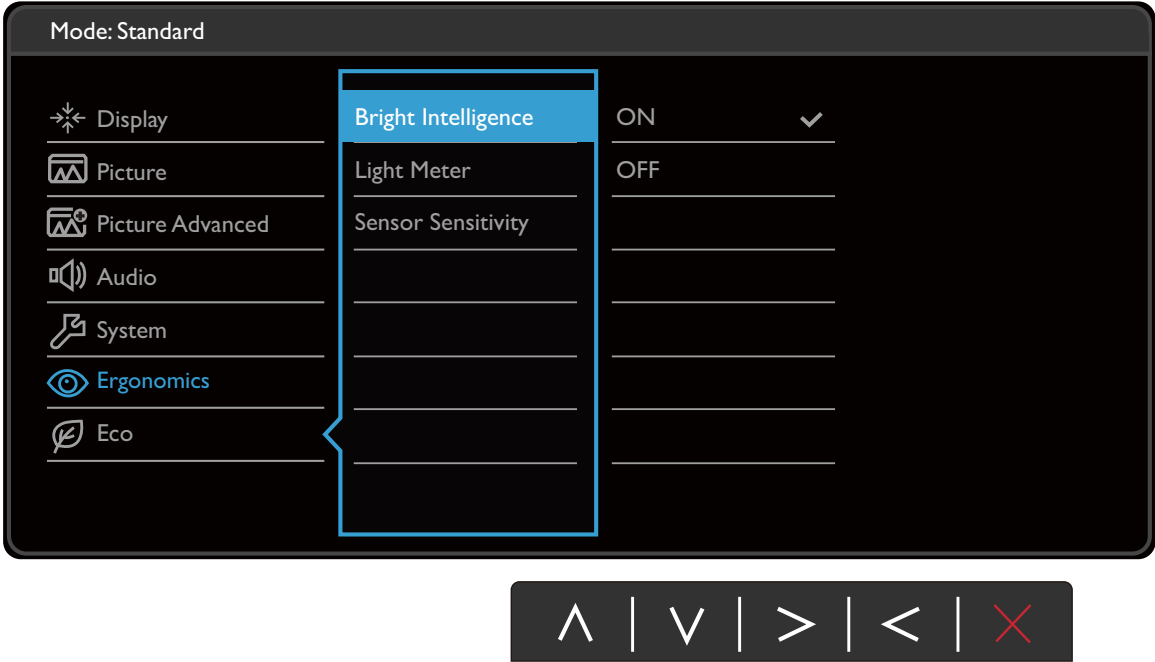 Mode: Standard
Display
Picture
Picture Advanced
Audio
System
Ergonomics
Eco
Bright Intelligence
Light Meter
Sensor Sensitivity
ON
OFF